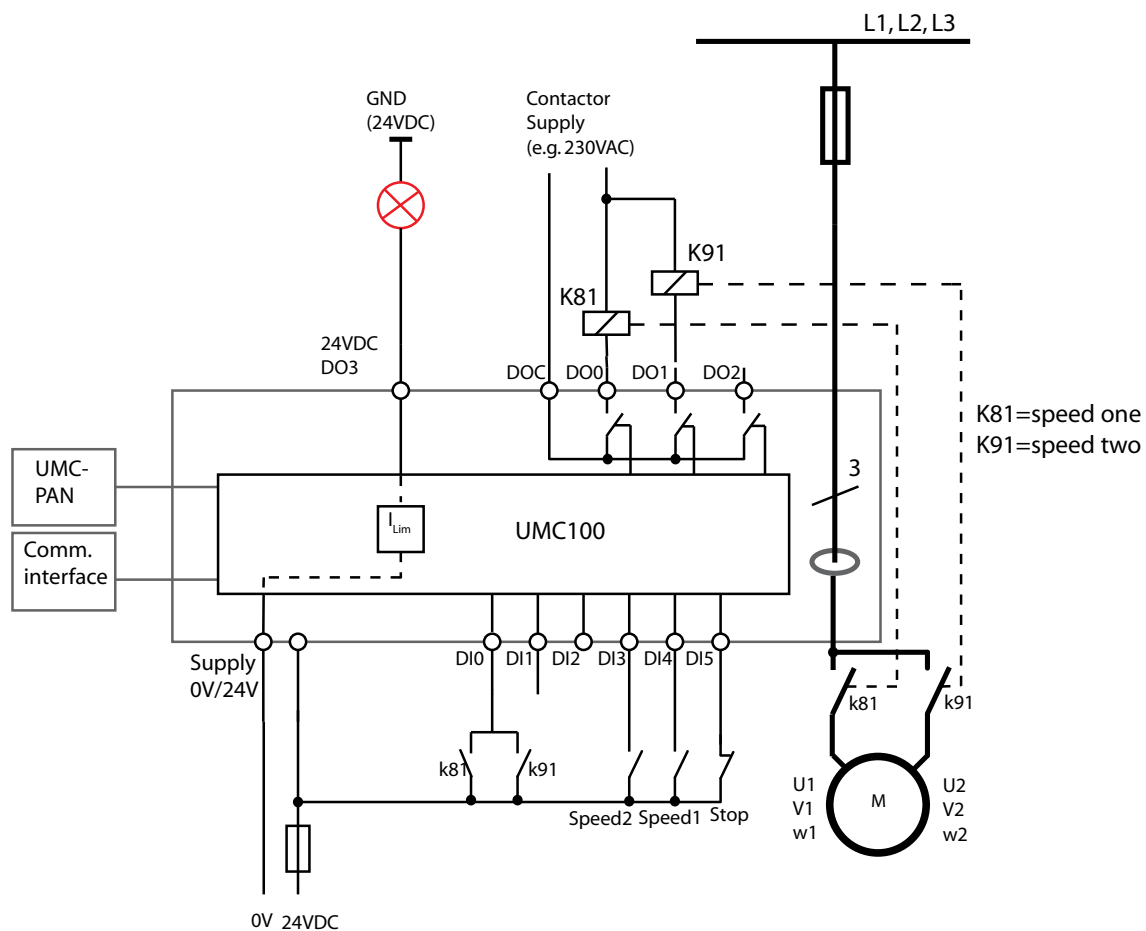 L1, L2, L3
GND
(24VDC)
Contactor
Supply
(e.g. 230VAC)
K91
K81
24VDC
DO3
DOC
DO0
DO1
DO2
K81=speed one
K91=speed two
UMC-
PAN
3
I Lim
UMC100
Comm.
interface
Supply
0V/24V
DI0
DI1
DI2
DI3
DI4
DI5
k81
k91
k81
k91
Speed2
Speed1
Stop
U1
V1
w1
M
U2
V2
w2
0V
24VDC